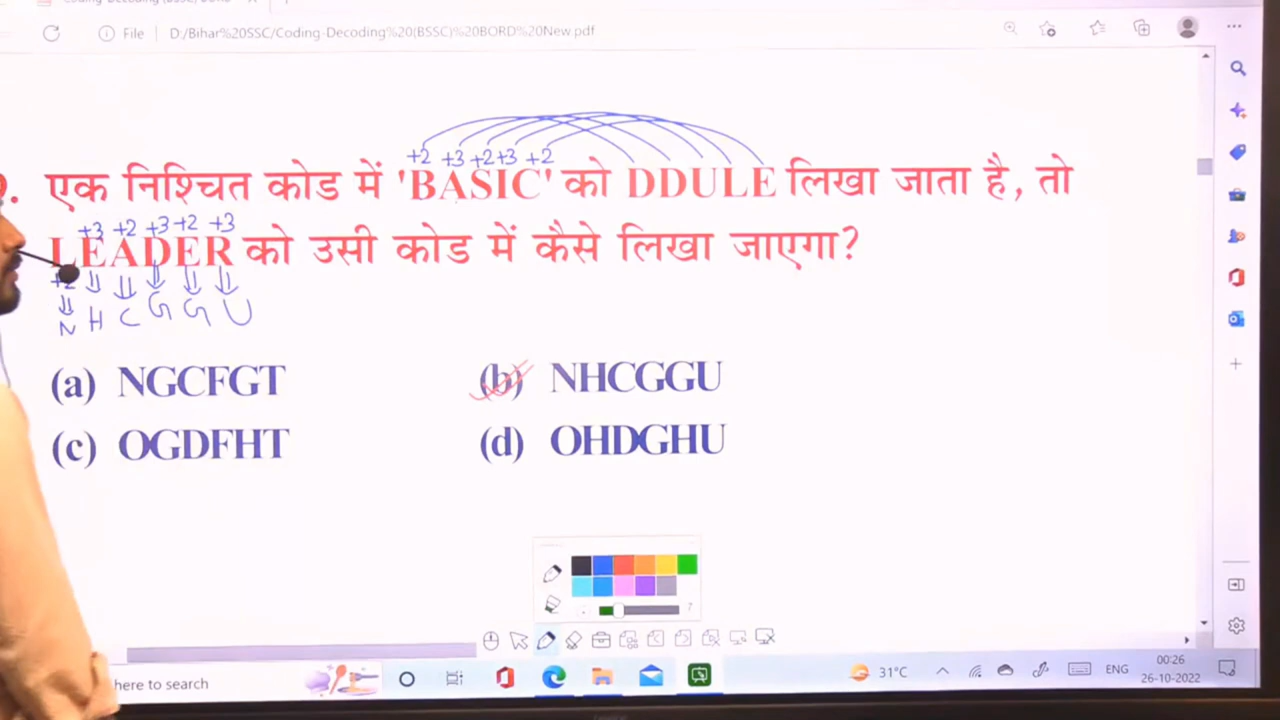 File D:/Bihar%20SSC/Coding-Decoding%20(BSSC)%20BORD%20New.pdf
+2 +3 +2 +3 +2
. एक निश्चित कोड में 'BASIC' को DDULE लिखा जाता है, तो
+3 +2 +3 +2 +3
LEADER को उसी कोड में कैसे लिखा जाएगा?
N H C G G U
(a) NGCFGT (b) NHCGGU
(c) OGDFHT (d) OHDGHU
7
here to search 31°C ENG 00:26
26-10-2022